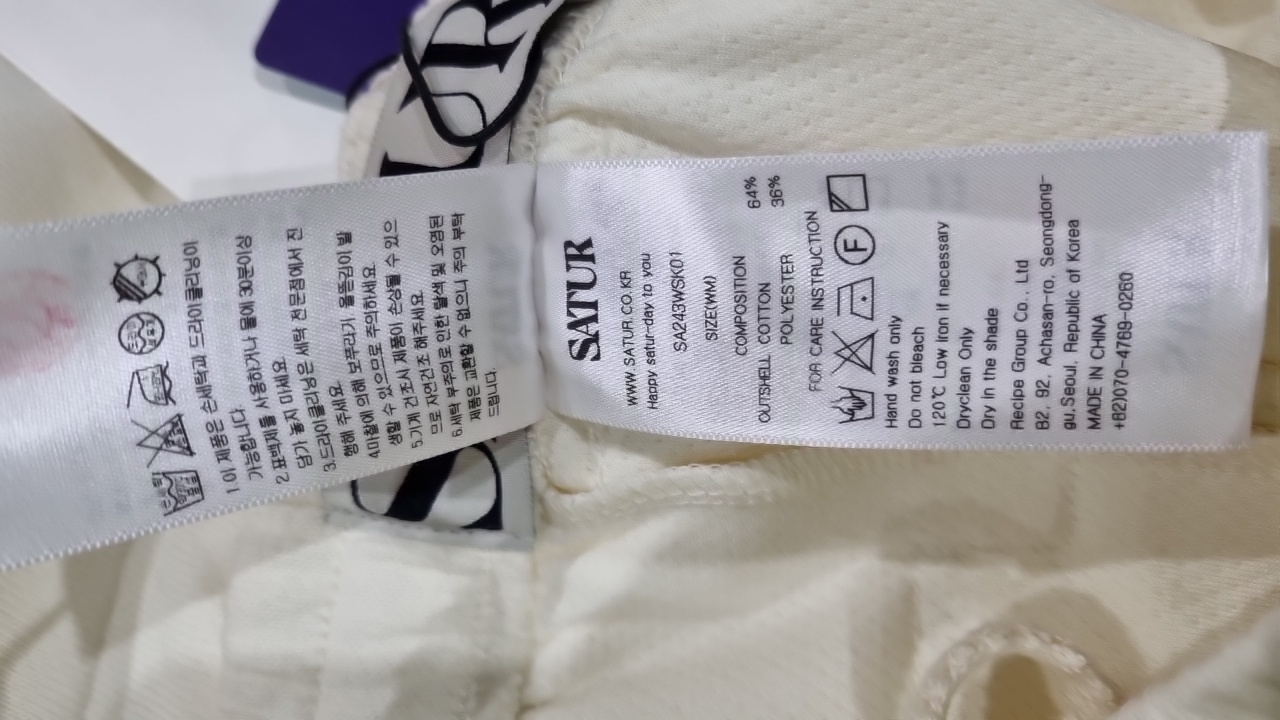 1.이 제품은 손세탁과 드라이클리닝이
가능합니다.
2.표백제를 사용하거나 물에 30분이상
담가 놓지 마세요.
3.드라이클리닝은 세탁 전문점에서 진
행해 주세요.
4.마찰에 의해 보푸라기, 올뜯김이 발
생할 수 있으므로 주의하세요.
5.기계 건조시 제품이 손상될 수 있으
므로 자연건조 해주세요.
6.세탁 부주의로 인한 탈색 및 오염된
제품은 교환할 수 없으니 주의 부탁
드립니다.
SATUR
WWW.SATUR.CO.KR
Happy satur-day to you
SA243WSK01
SIZE(WM)
COMPOSITION
OUTSHELL COTTON 64%
POLYESTER 36%
FOR CARE INSTRUCTION
F
Hand wash only
Do not bleach
120℃ Low iron if necessary
Dryclean Only
Dry in the shade
Recipe Group Co., Ltd
B2, 92, Achasan-ro, Seongdong-
gu,Seoul, Republic of Korea
MADE IN CHINA
+82)070-4769-0260